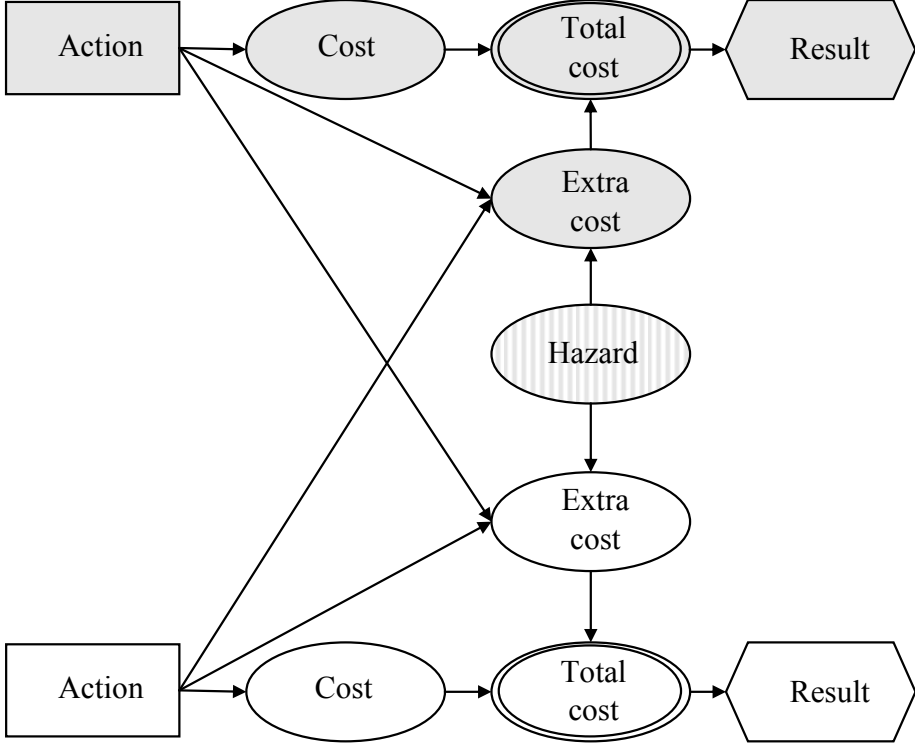 Action
Cost
Total
cost
Result
Extra
cost
Hazard
Extra
cost
Action
Cost
Total
cost
Result